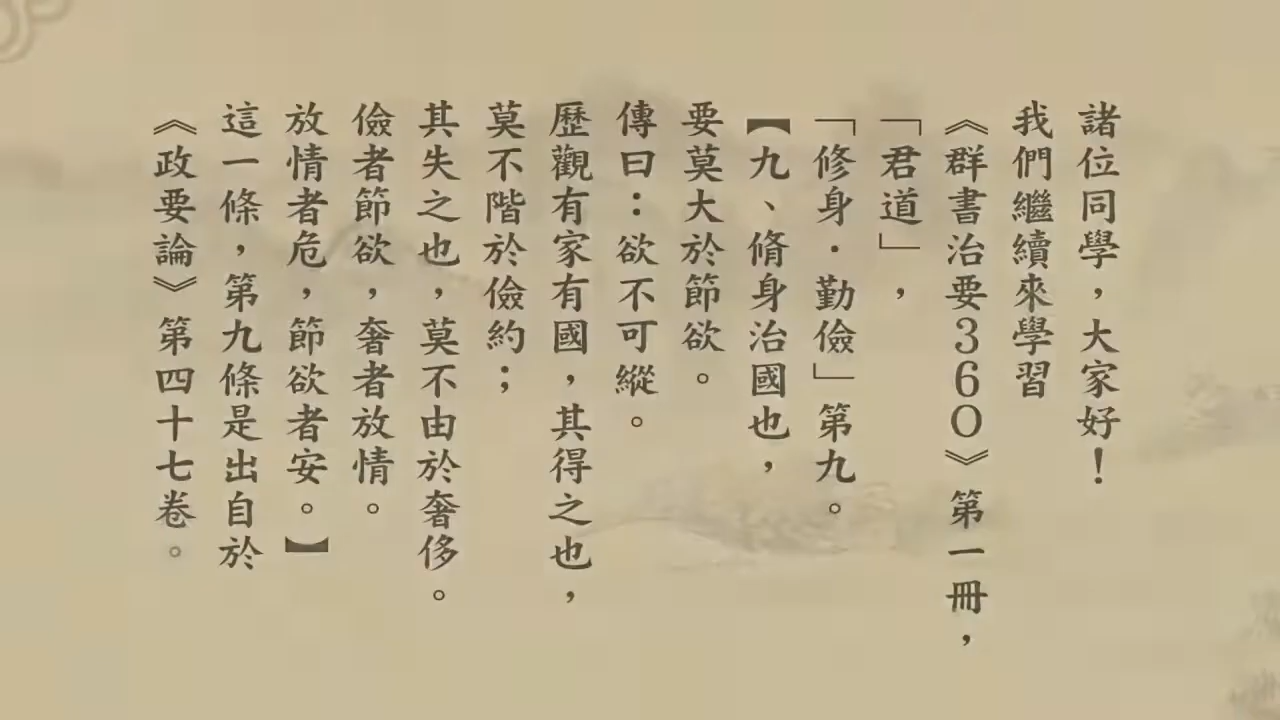 諸位同學，大家好！
我們繼續來學習
《群書治要３６０》第一冊，
「君道」，
「修身．勤儉」第九。
【九、脩身治國也，
要莫大於節欲。
傳曰：欲不可縱。
歷觀有家有國，其得之也，
莫不階於儉約；
其失之也，莫不由於奢侈。
儉者節欲，奢者放情。
放情者危，節欲者安。】
這一條，第九條是出自於
《政要論》第四十七卷。